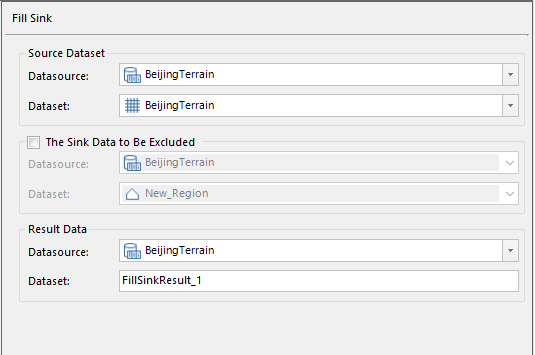 Fill Sink
Source Dataset
Datasource: BeijingTerrain
Dataset: BeijingTerrain
The Sink Data to Be Excluded
Datasource: BeijingTerrain
Dataset: New_Region
Result Data
Datasource: BeijingTerrain
Dataset: FillSinkResult_1